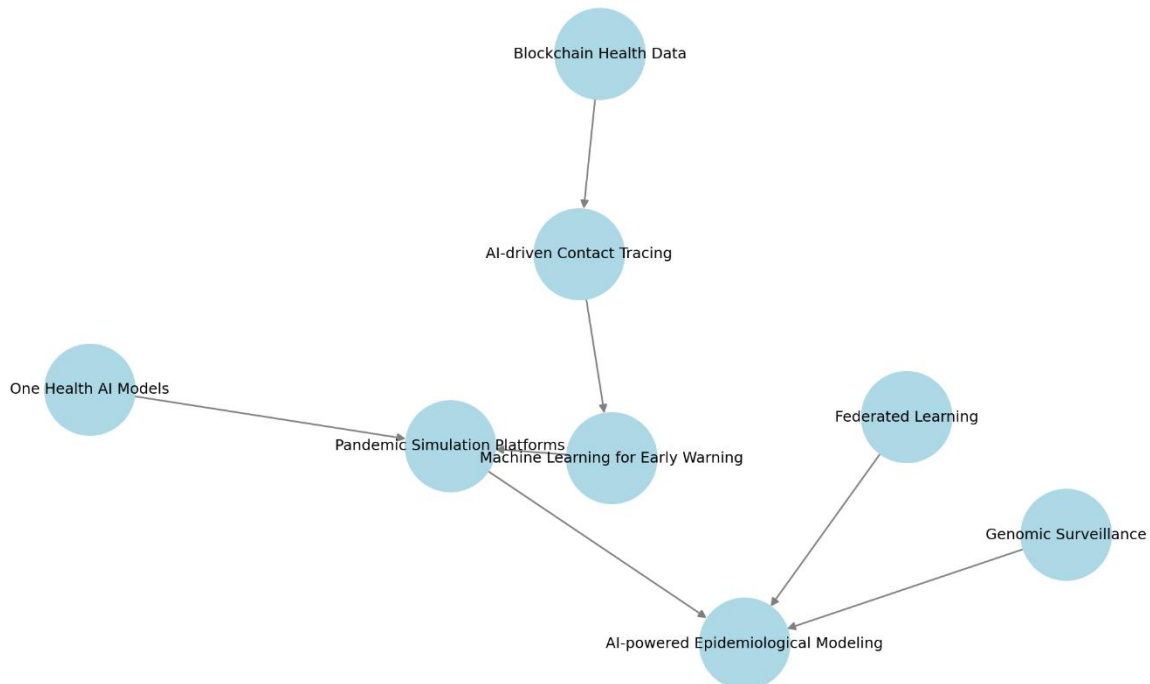 Blockchain Health Data
AI-driven Contact Tracing
One Health AI Models
Federated Learning
Pandemic Simulation Platforms
Machine Learning for Early Warning
Genomic Surveillance
AI-powered Epidemiological Modeling